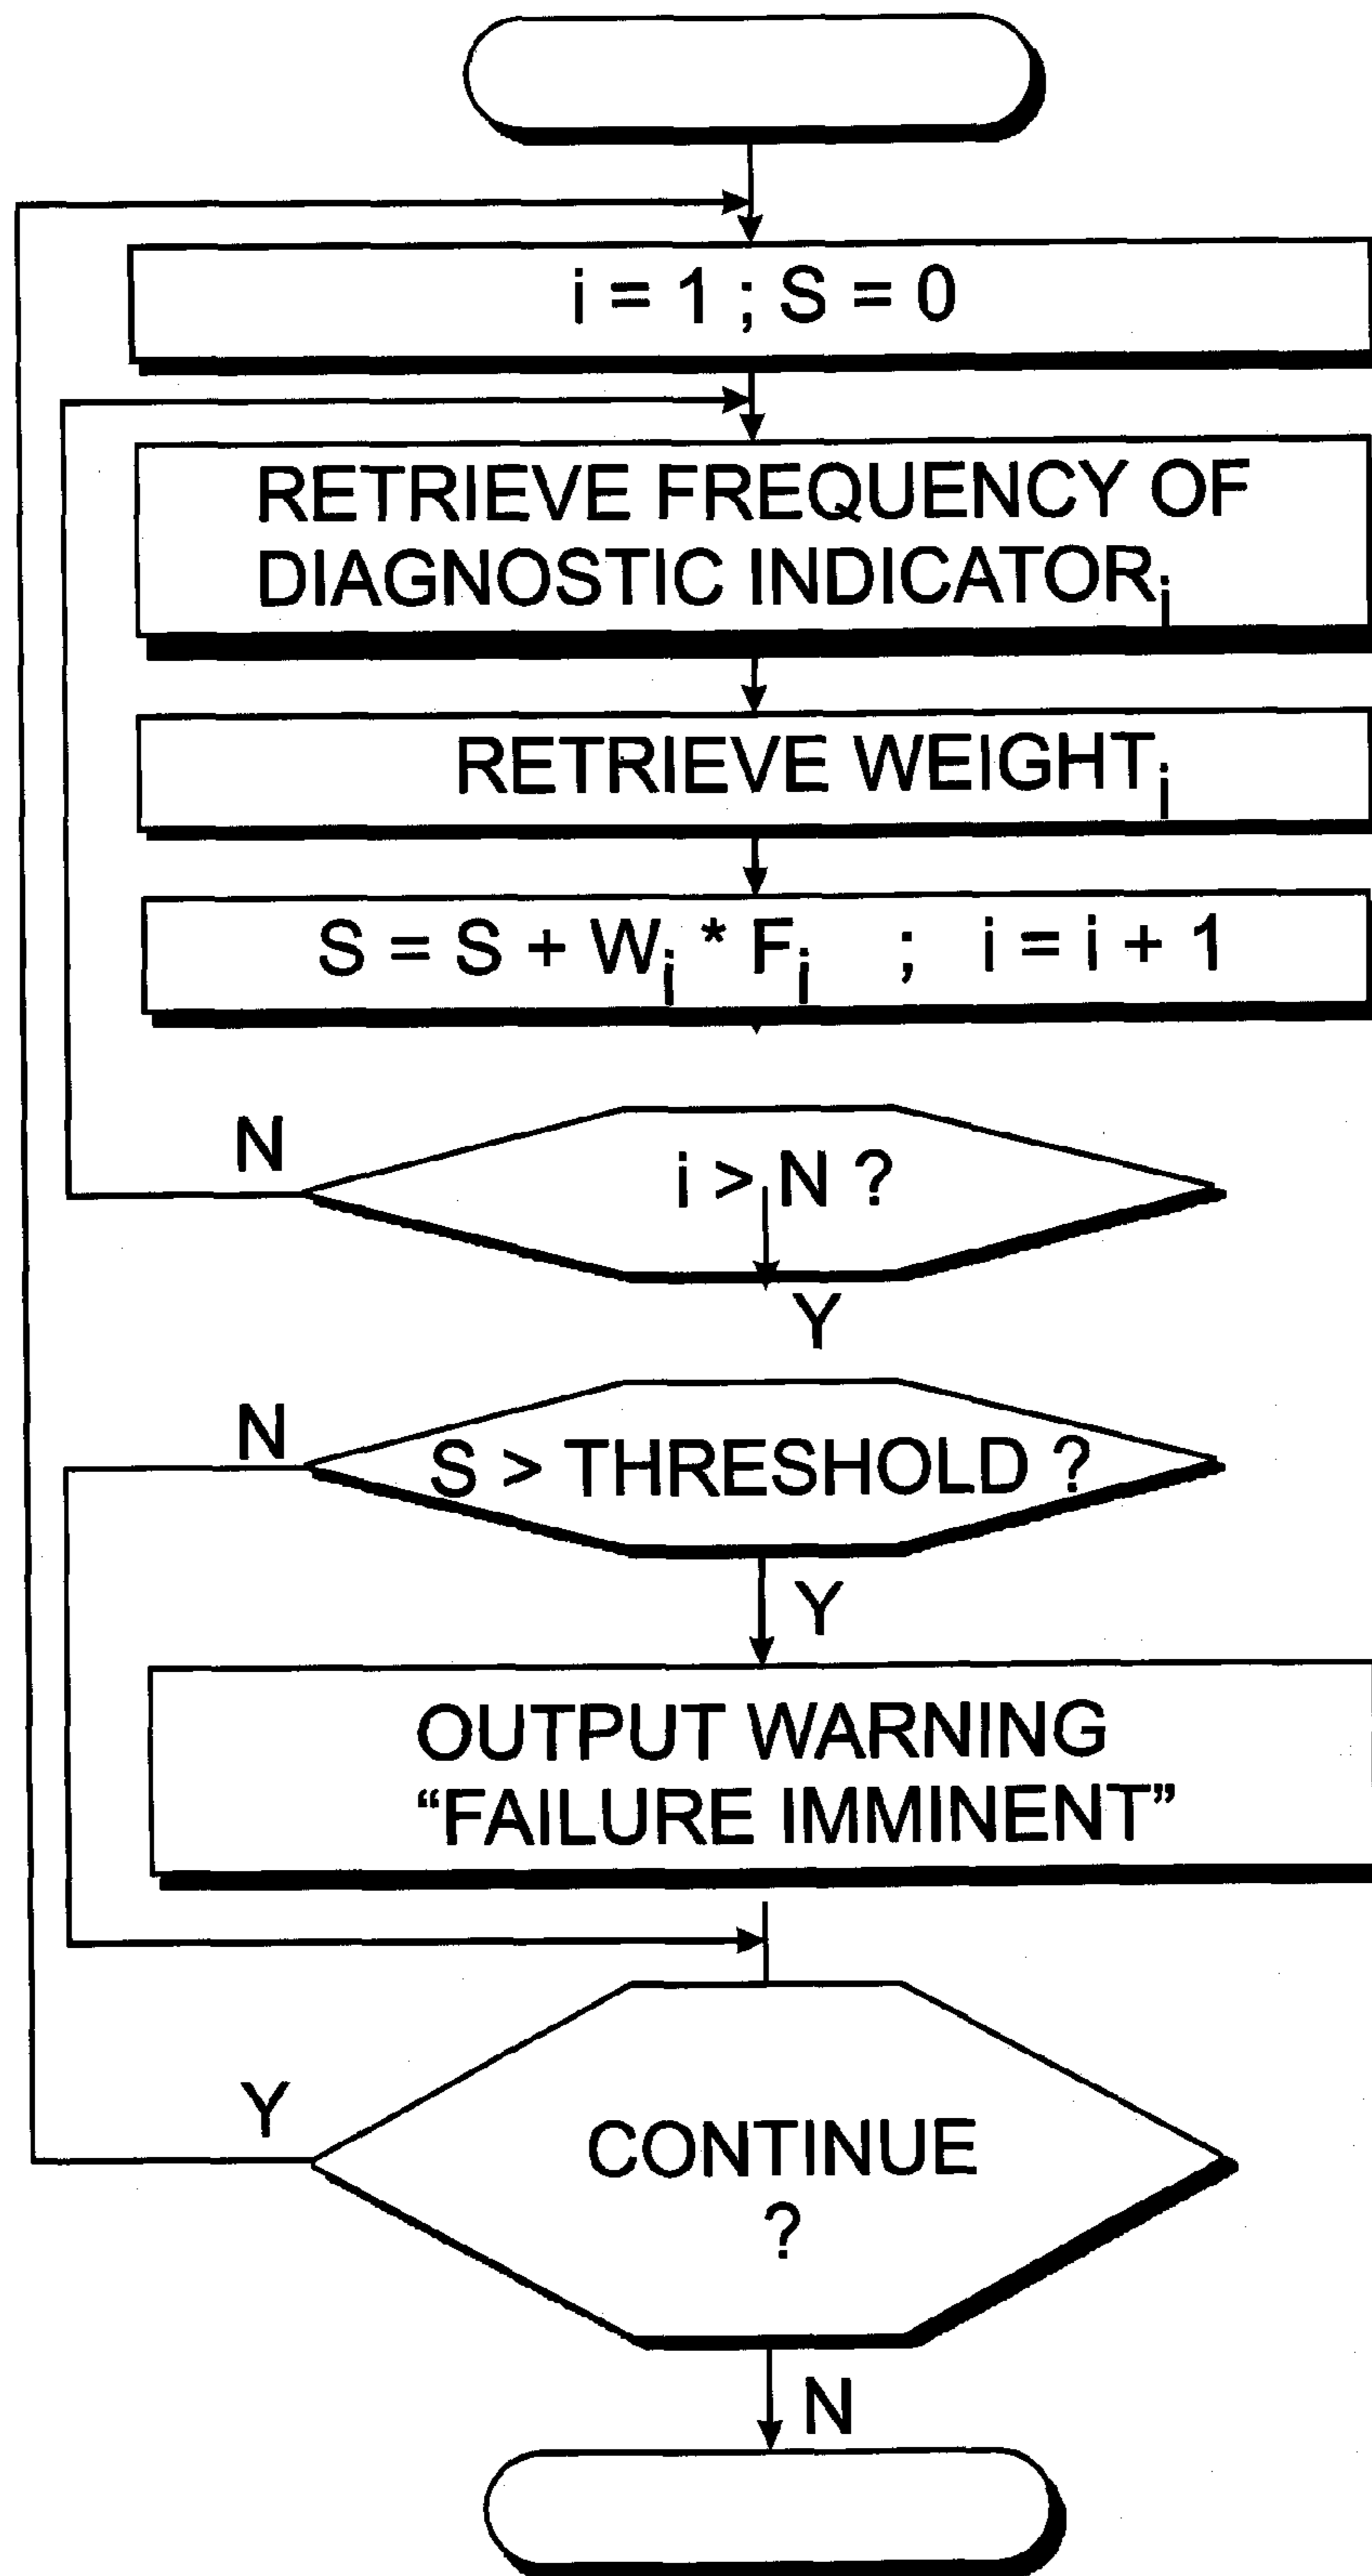 i = 1 ; S = 0
RETRIEVE FREQUENCY OF
DIAGNOSTIC INDICATORi
RETRIEVE WEIGHTi
S = S + Wi * Fi ; i = i + 1
N
i > N ?
Y
N
S > THRESHOLD ?
Y
OUTPUT WARNING
“FAILURE IMMINENT”
Y
CONTINUE
?
N